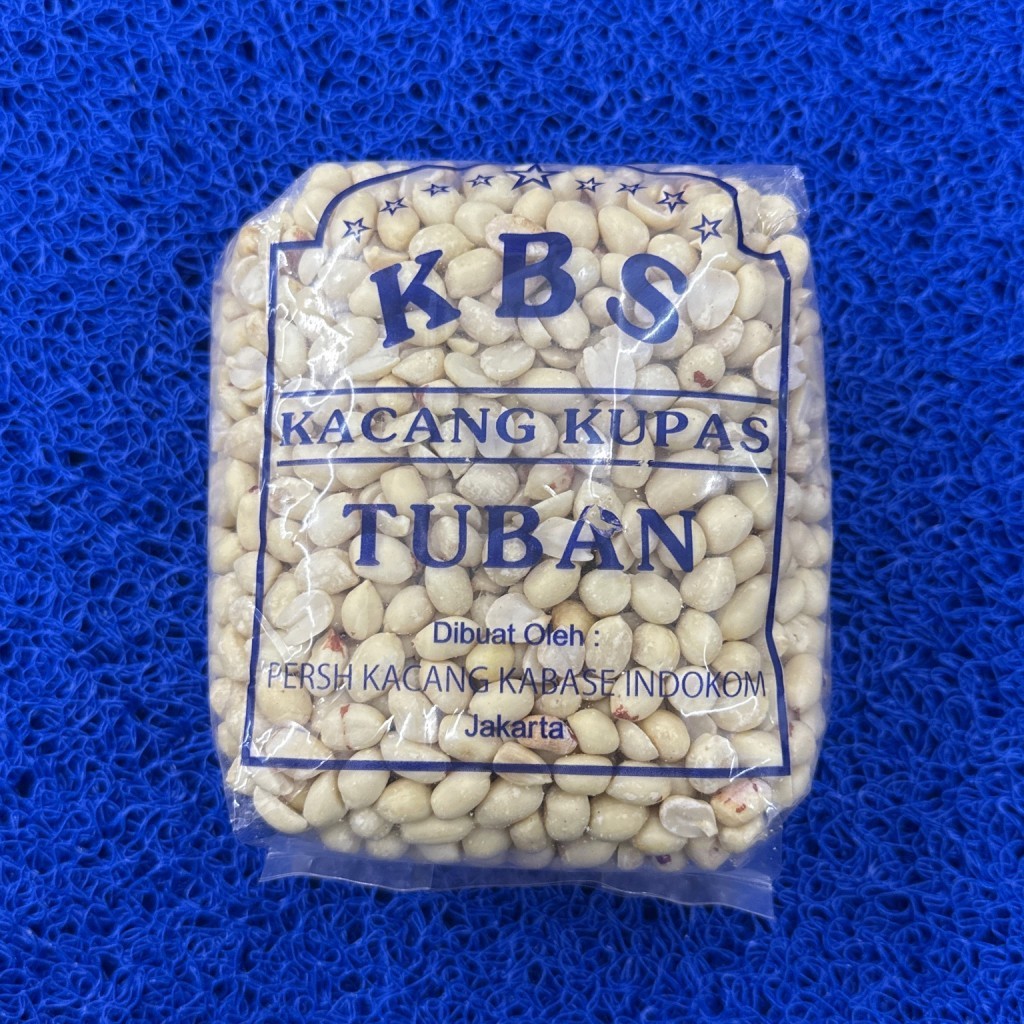 KBS
KACANG KUPAS
TUBAN
Dibuat Oleh :
PERSH KACANG KABASE INDOKOM
Jakarta